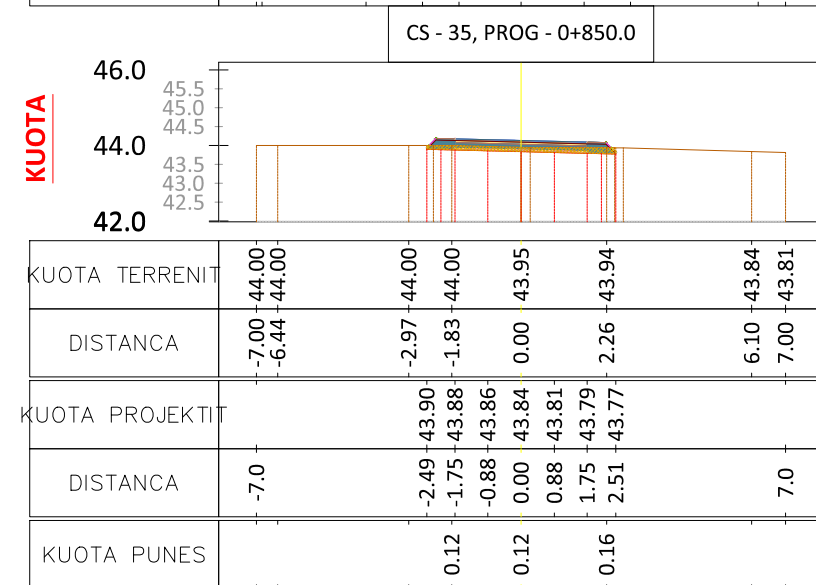 CS - 35, PROG - 0+850.0
KUOTA
46.0
45.5
45.0
44.5
44.0
43.5
43.0
42.5
42.0
KUOTA TERRENIT 44.00 44.00 44.00 44.00 43.95 43.94 43.84 43.81
DISTANCA -7.00 -6.44 -2.97 -1.83 0.00 2.26 6.10 7.00
KUOTA PROJEKTIT 43.90 43.88 43.86 43.84 43.81 43.79 43.77
DISTANCA -7.0 -2.49 -1.75 -0.88 0.00 0.88 1.75 2.51 7.0
KUOTA PUNES 0.12 0.12 0.16